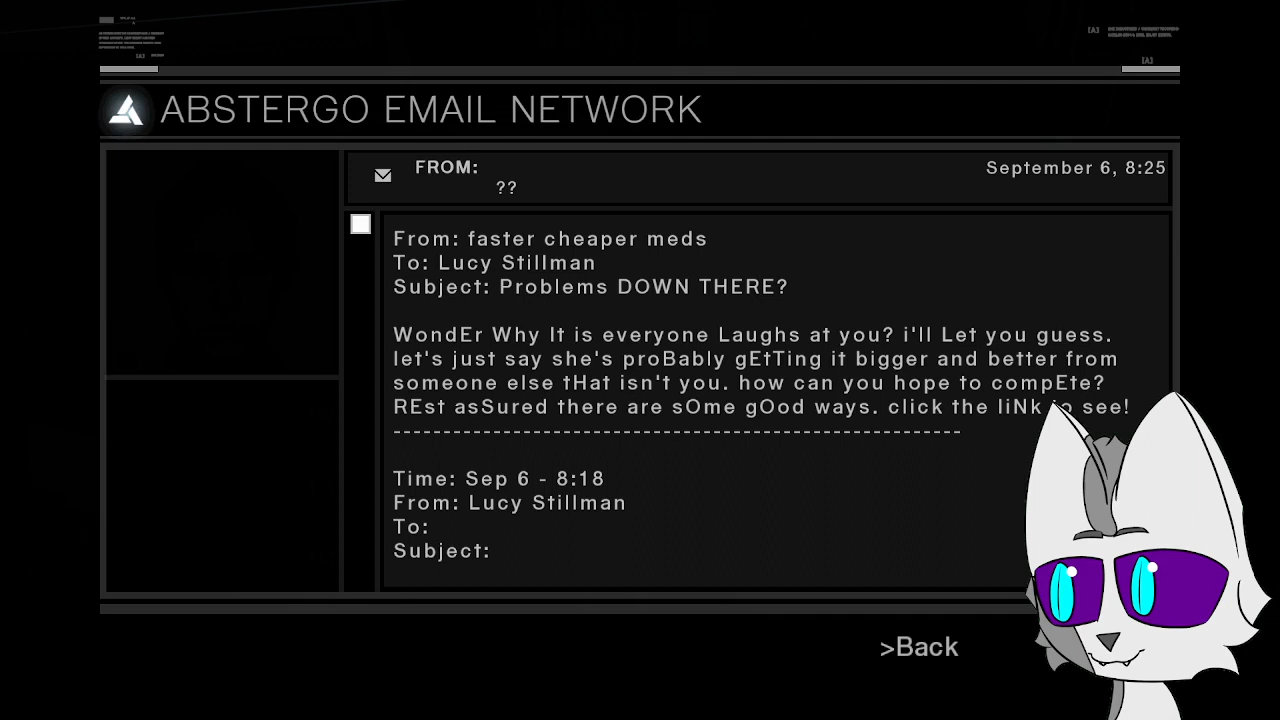 ABSTERGO EMAIL NETWORK
FROM:
September 6, 8:25
??
From: faster cheaper meds
To: Lucy Stillman
Subject: Problems DOWN THERE?
WondEr Why It is everyone Laughs at you? i'll Let you guess.
let's just say she's proBably gEtTing it bigger and better from
someone else tHat isn't you. how can you hope to compEte?
REst asSured there are sOme gOod ways. click the liNk to see!
---------------------------------------------------------
Time: Sep 6 - 8:18
From: Lucy Stillman
To:
Subject:
>Back